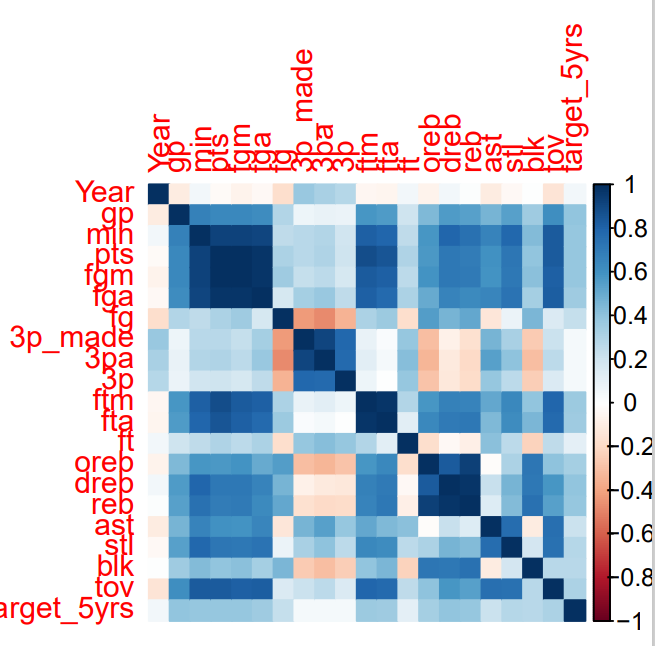 Year
gp
min
pts
fgm
fga
fg
3p_made
3pa
3p
ftm
fta
ft
oreb
dreb
reb
ast
stl
blk
tov
target_5yrs
Year
gp
min
pts
fgm
fga
fg
3p_made
3pa
3p
ftm
fta
ft
oreb
dreb
reb
ast
stl
blk
tov
arget_5yrs
1
0.8
0.6
0.4
0.2
0
-0.2
-0.4
-0.6
-0.8
-1